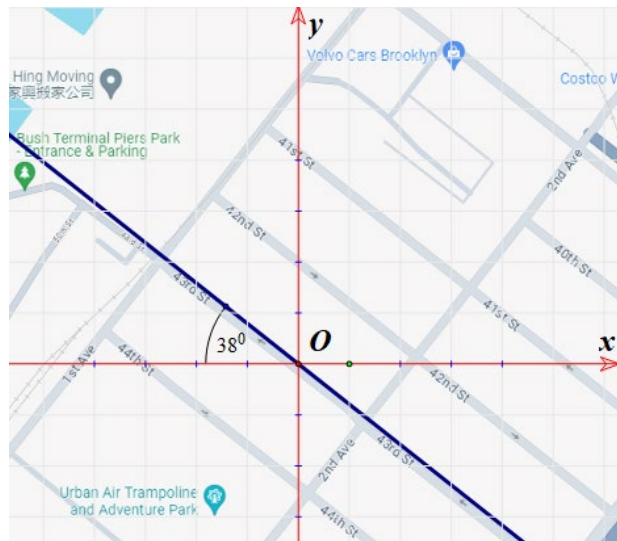 y
Volvo Cars Brooklyn
Costco W
Hing Moving
家興搬家公司
Bush Terminal Piers Park
- Entrance & Parking
41st St
2nd Ave
42nd St
40th St
43rd St
43rd St
41st St
O
x
38⁰
1st Ave
44th St
42nd St
2nd Ave
43rd St
Urban Air Trampoline
and Adventure Park
44th St